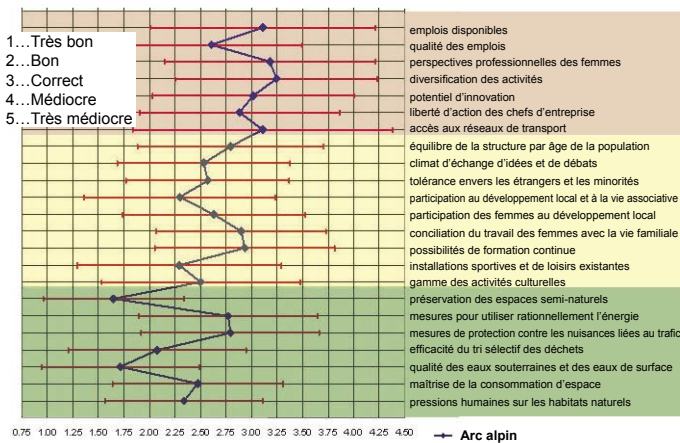 1…Très bon
2…Bon
3…Correct
4…Médiocre
5…Très médiocre
emplois disponibles
qualité des emplois
perspectives professionnelles des femmes
diversification des activités
potentiel d'innovation
liberté d'action des chefs d'entreprise
accès aux réseaux de transport
équilibre de la structure par âge de la population
climat d'échange d'idées et de débats
tolérance envers les étrangers et les minorités
participation au développement local et à la vie associative
participation des femmes au développement local
conciliation du travail des femmes avec la vie familiale
possibilités de formation continue
installations sportives et de loisirs existantes
gamme des activités culturelles
préservation des espaces semi-naturels
mesures pour utiliser rationnellement l'énergie
mesures de protection contre les nuisances liées au trafic
efficacité du tri sélectif des déchets
qualité des eaux souterraines et des eaux de surface
maîtrise de la consommation d'espace
pressions humaines sur les habitats naturels
0.75 1.00 1.25 1.50 1.75 2.00 2.25 2.50 2.75 3.00 3.25 3.50 3.75 4.00 4.25 4.50
Arc alpin